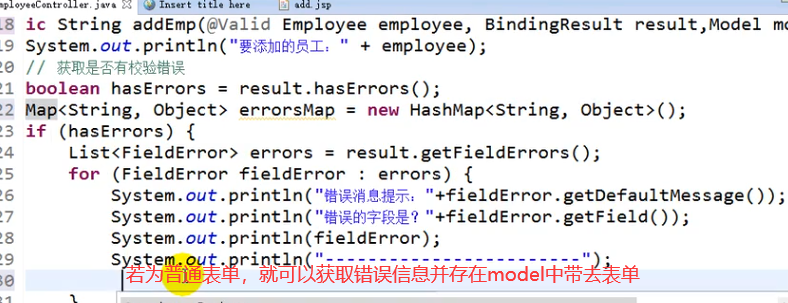 mployeeController.java Insert title here add.jsp
18 ic String addEmp(@Valid Employee employee, BindingResult result,Model mo
19 System.out.println("要添加的员工：" + employee);
20 // 获取是否有校验错误
21 boolean hasErrors = result.hasErrors();
22 Map<String, Object> errorsMap = new HashMap<String, Object>();
23 if (hasErrors) {
24 List<FieldError> errors = result.getFieldErrors();
25 for (FieldError fieldError : errors) {
26 System.out.println("错误消息提示："+fieldError.getDefaultMessage());
27 System.out.println("错误的字段是？"+fieldError.getField());
28 System.out.println(fieldError);
29 System.out.println("------------------------");
若为普通表单，就可以获取错误信息并存在model中带去表单
30
}